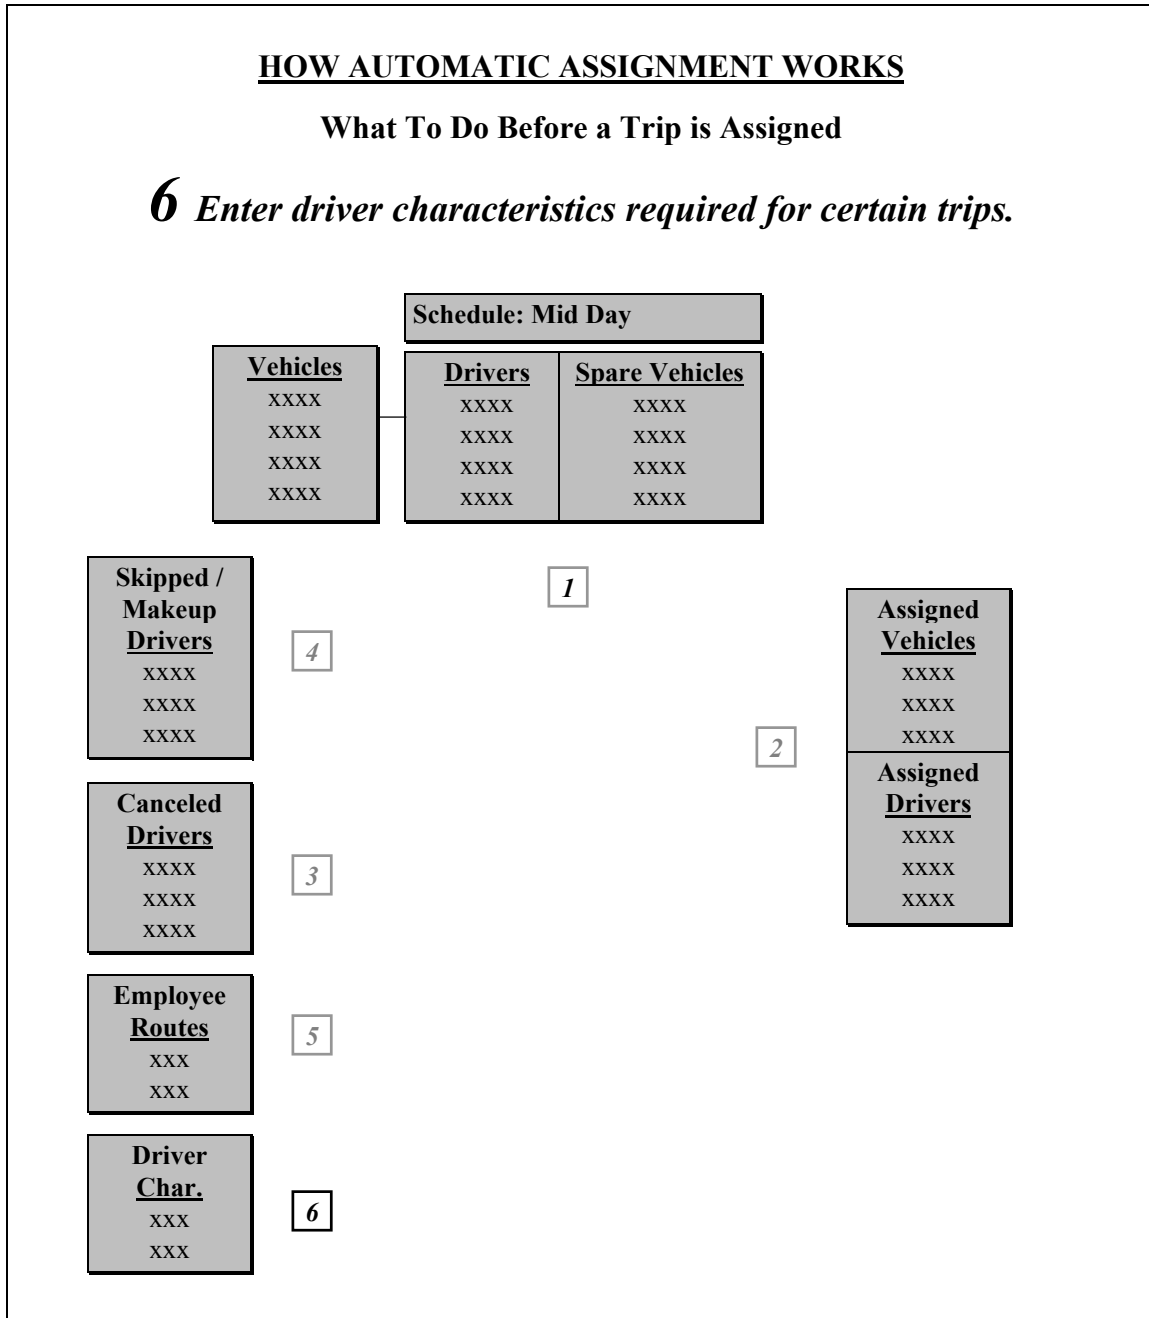 HOW AUTOMATIC ASSIGNMENT WORKS
What To Do Before a Trip is Assigned
6 Enter driver characteristics required for certain trips.
Schedule: Mid Day
Vehicles
xxxx
xxxx
xxxx
xxxx
Drivers
xxxx
xxxx
xxxx
xxxx
Spare Vehicles
xxxx
xxxx
xxxx
xxxx
1
Skipped /
Makeup
Drivers
xxxx
xxxx
xxxx
4
Assigned
Vehicles
xxxx
xxxx
xxxx
2
Assigned
Drivers
xxxx
xxxx
xxxx
Canceled
Drivers
xxxx
xxxx
xxxx
3
Employee
Routes
xxx
xxx
5
Driver
Char.
xxx
xxx
6